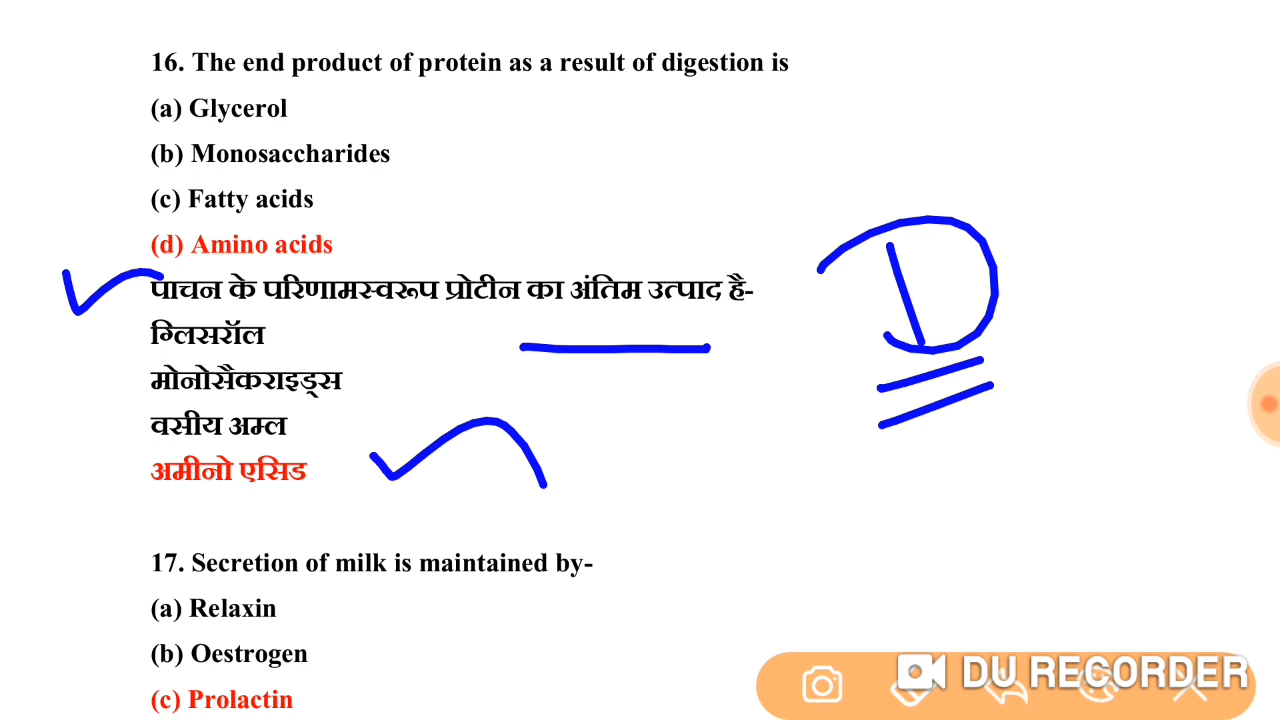 16. The end product of protein as a result of digestion is
(a) Glycerol
(b) Monosaccharides
(c) Fatty acids
(d) Amino acids
पाचन के परिणामस्वरूप प्रोटीन का अंतिम उत्पाद है-
ग्लिसरॉल
मोनोसैकराइड्स
वसीय अम्ल
अमीनो एसिड
D
17. Secretion of milk is maintained by-
(a) Relaxin
(b) Oestrogen
(c) Prolactin
DU RECORDER